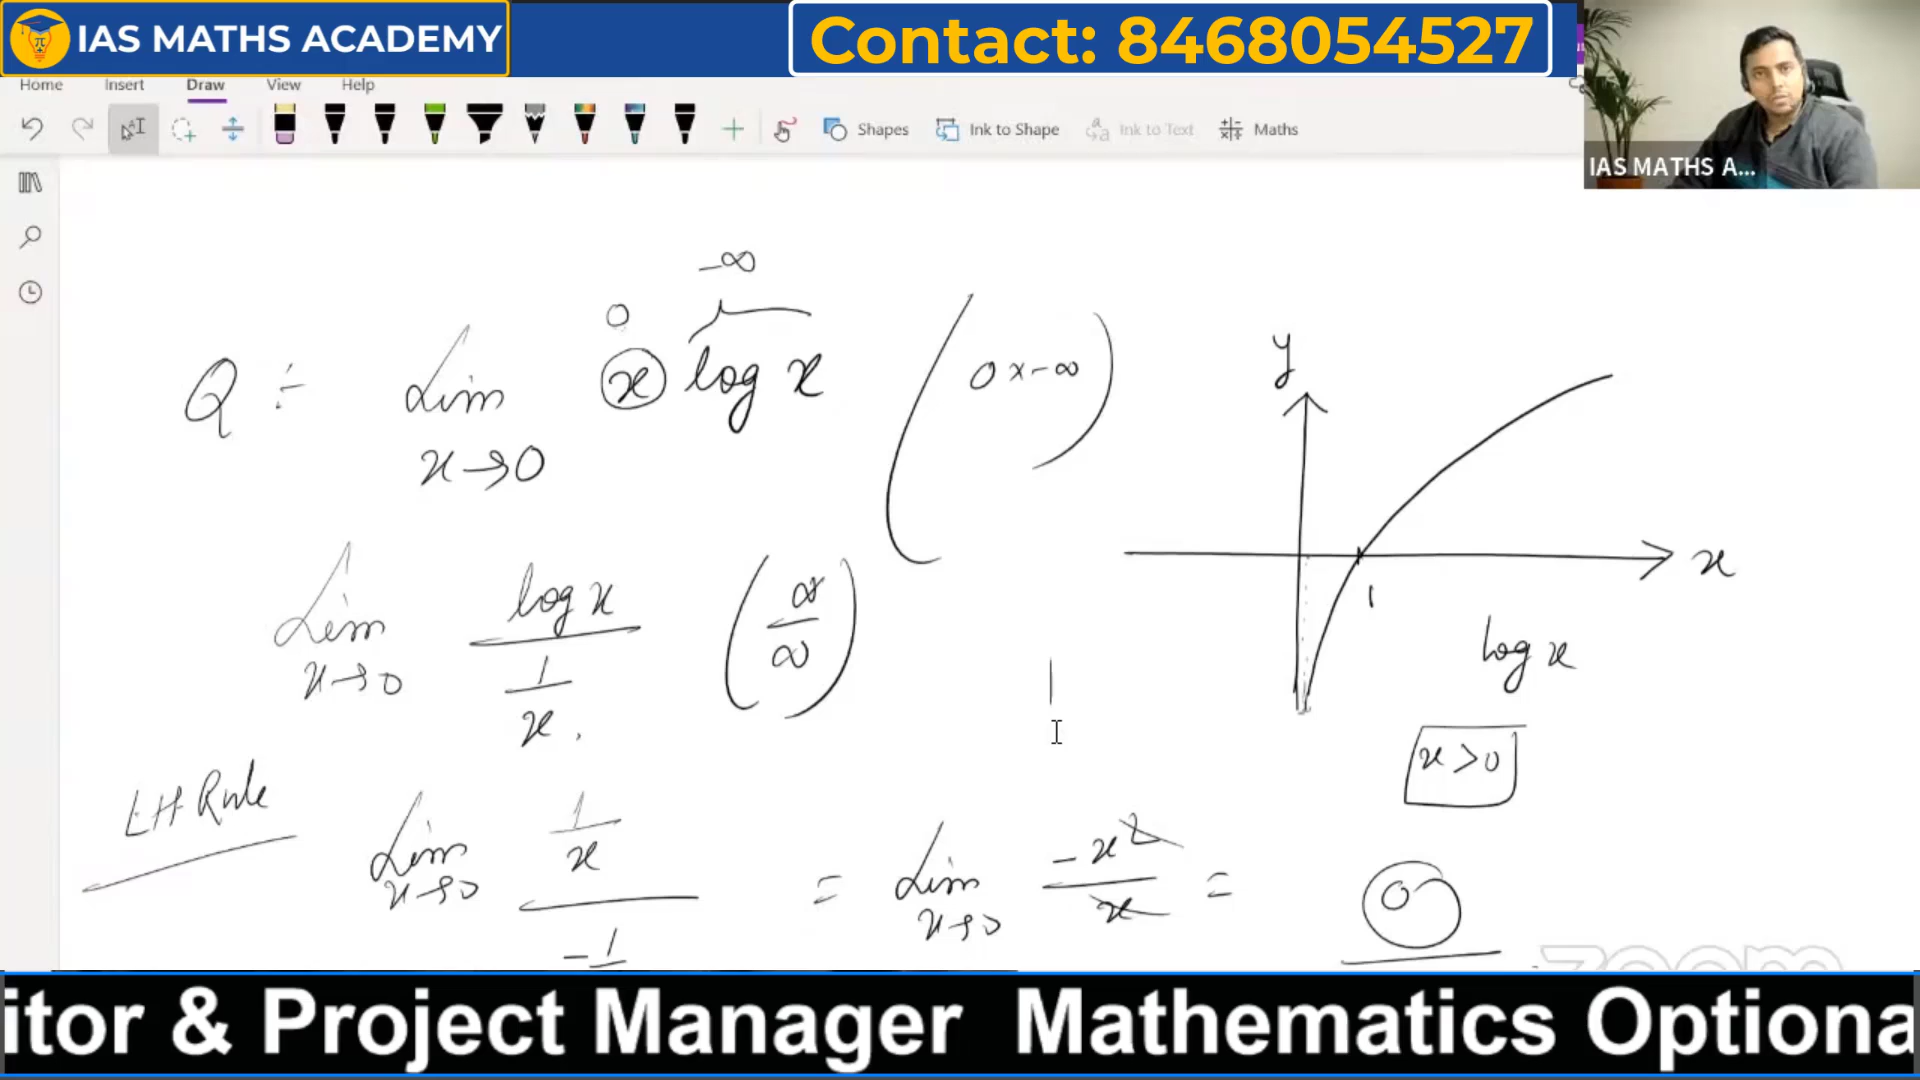 IAS MATHS ACADEMY
Contact: 8468054527
Home Insert Draw View Help
Shapes Ink to Shape Ink to Text Maths
IAS MATHS A...
-∞
0
Q ÷ Lim x→0 x log x (0 x -∞)
y
x
1
log x
x > 0
Lim x→0 log x / 1/x . (∞/∞)
LH Rule
Lim x→0 1/x / -1 = Lim x→0 -x² / x = 0
zoom
itor & Project Manager Mathematics Optiona